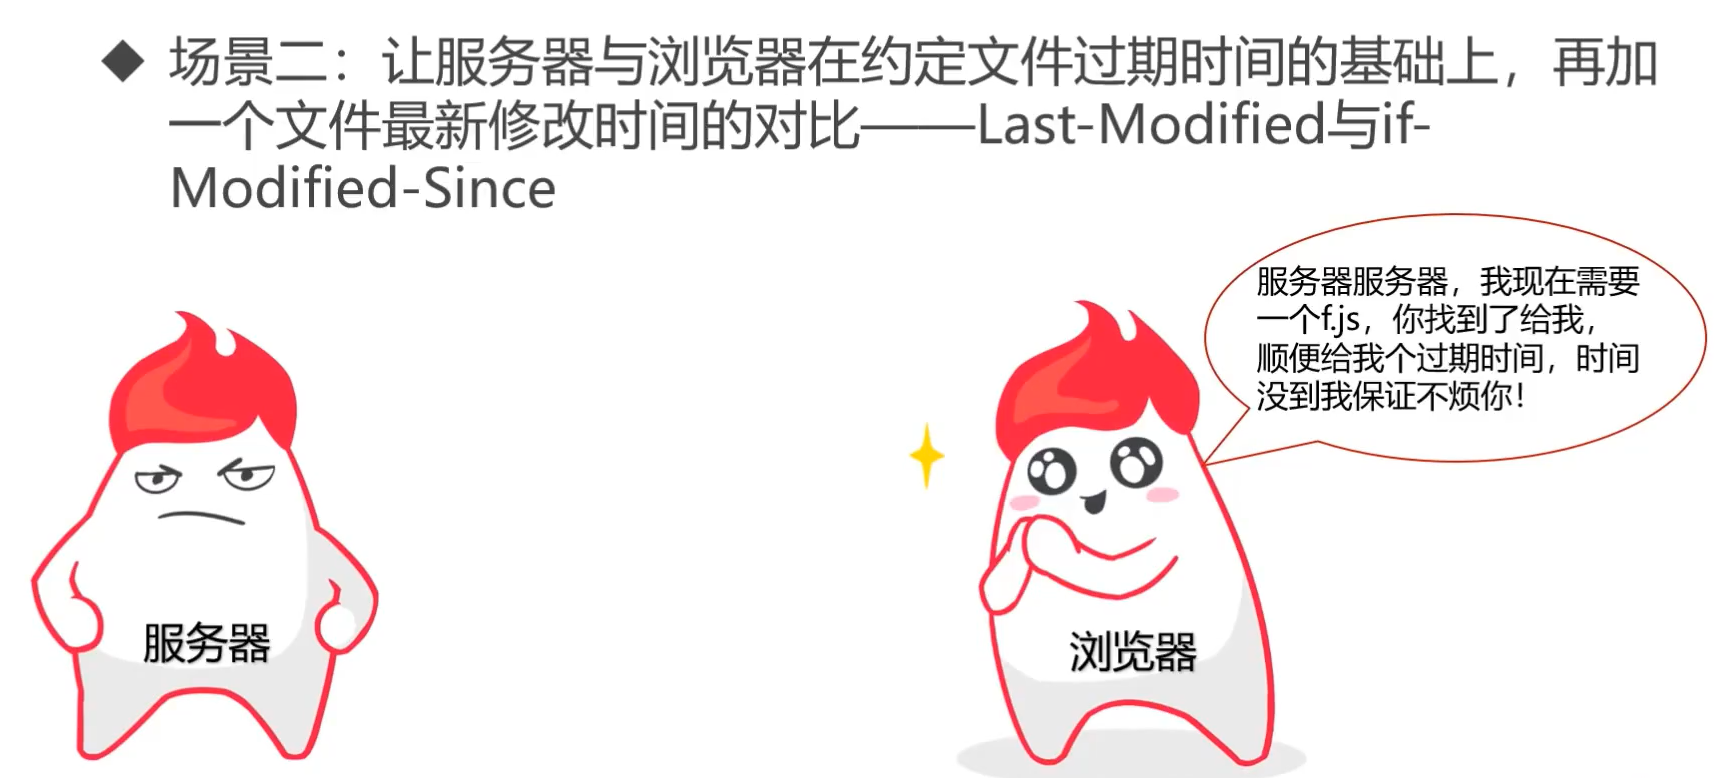 ◆ 场景二：让服务器与浏览器在约定文件过期时间的基础上，再加
一个文件最新修改时间的对比——Last-Modified与if-
Modified-Since
服务器服务器，我现在需要
一个f.js，你找到了给我，
顺便给我个过期时间，时间
没到我保证不烦你！
服务器
浏览器